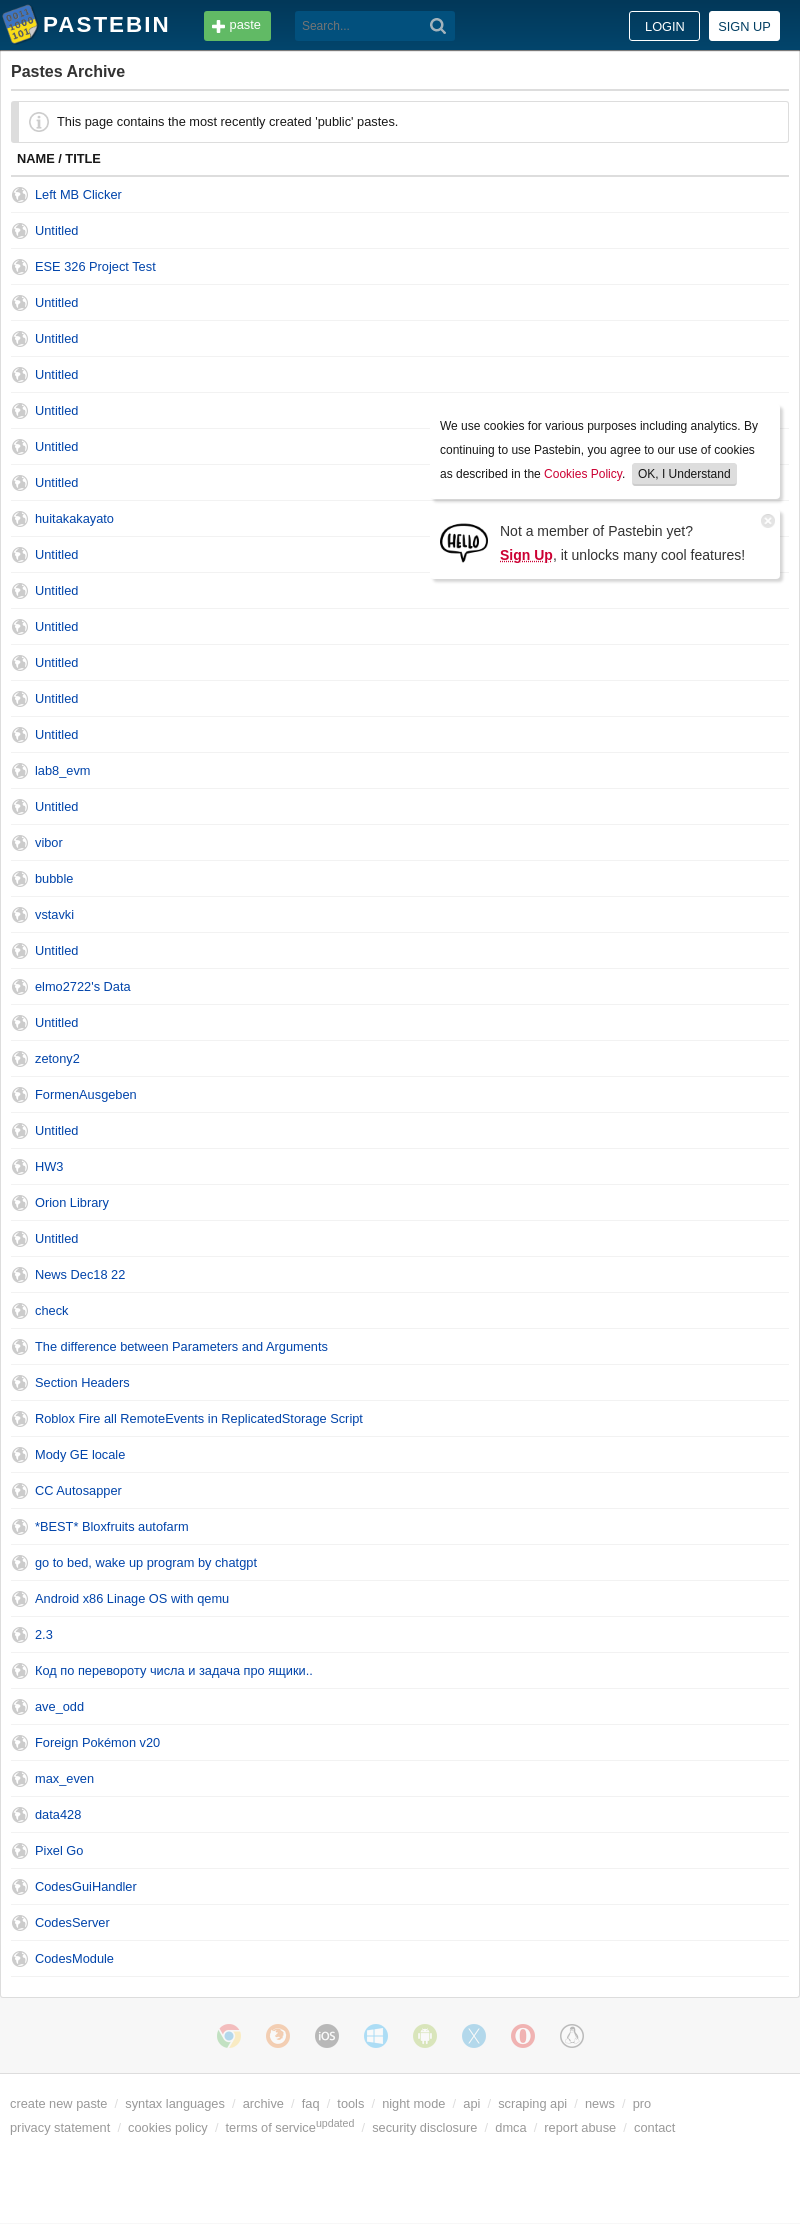 PASTEBIN paste Search... LOGIN SIGN UP
Pastes Archive
This page contains the most recently created 'public' pastes.
NAME / TITLE
Left MB Clicker
Untitled
ESE 326 Project Test
Untitled
Untitled
Untitled
Untitled
Untitled
Untitled
huitakakayato
Untitled
Untitled
Untitled
Untitled
Untitled
Untitled
lab8_evm
Untitled
vibor
bubble
vstavki
Untitled
elmo2722's Data
Untitled
zetony2
FormenAusgeben
Untitled
HW3
Orion Library
Untitled
News Dec18 22
check
The difference between Parameters and Arguments
Section Headers
Roblox Fire all RemoteEvents in ReplicatedStorage Script
Mody GE locale
CC Autosapper
*BEST* Bloxfruits autofarm
go to bed, wake up program by chatgpt
Android x86 Linage OS with qemu
2.3
Код по перевороту числа и задача про ящики..
ave_odd
Foreign Pokémon v20
max_even
data428
Pixel Go
CodesGuiHandler
CodesServer
CodesModule
We use cookies for various purposes including analytics. By
continuing to use Pastebin, you agree to our use of cookies
as described in the Cookies Policy. OK, I Understand
HELLO
Not a member of Pastebin yet?
Sign Up, it unlocks many cool features!
iOS
create new paste / syntax languages / archive / faq / tools / night mode / api / scraping api / news / pro
privacy statement / cookies policy / terms of service updated / security disclosure / dmca / report abuse / contact